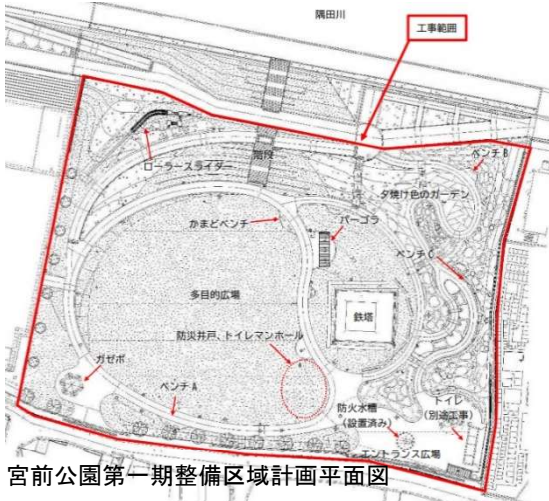 隅田川
工事範囲
ベンチB
ローラースライダー
階段
夕焼け色のガーデン
かまどベンチ
パーゴラ
ベンチC
多目的広場
鉄塔
防災井戸、トイレマンホール
ガゼボ
ベンチA
防火水槽
(設置済み)
トイレ
(別途工事)
エントランス広場
宮前公園第一期整備区域計画平面図